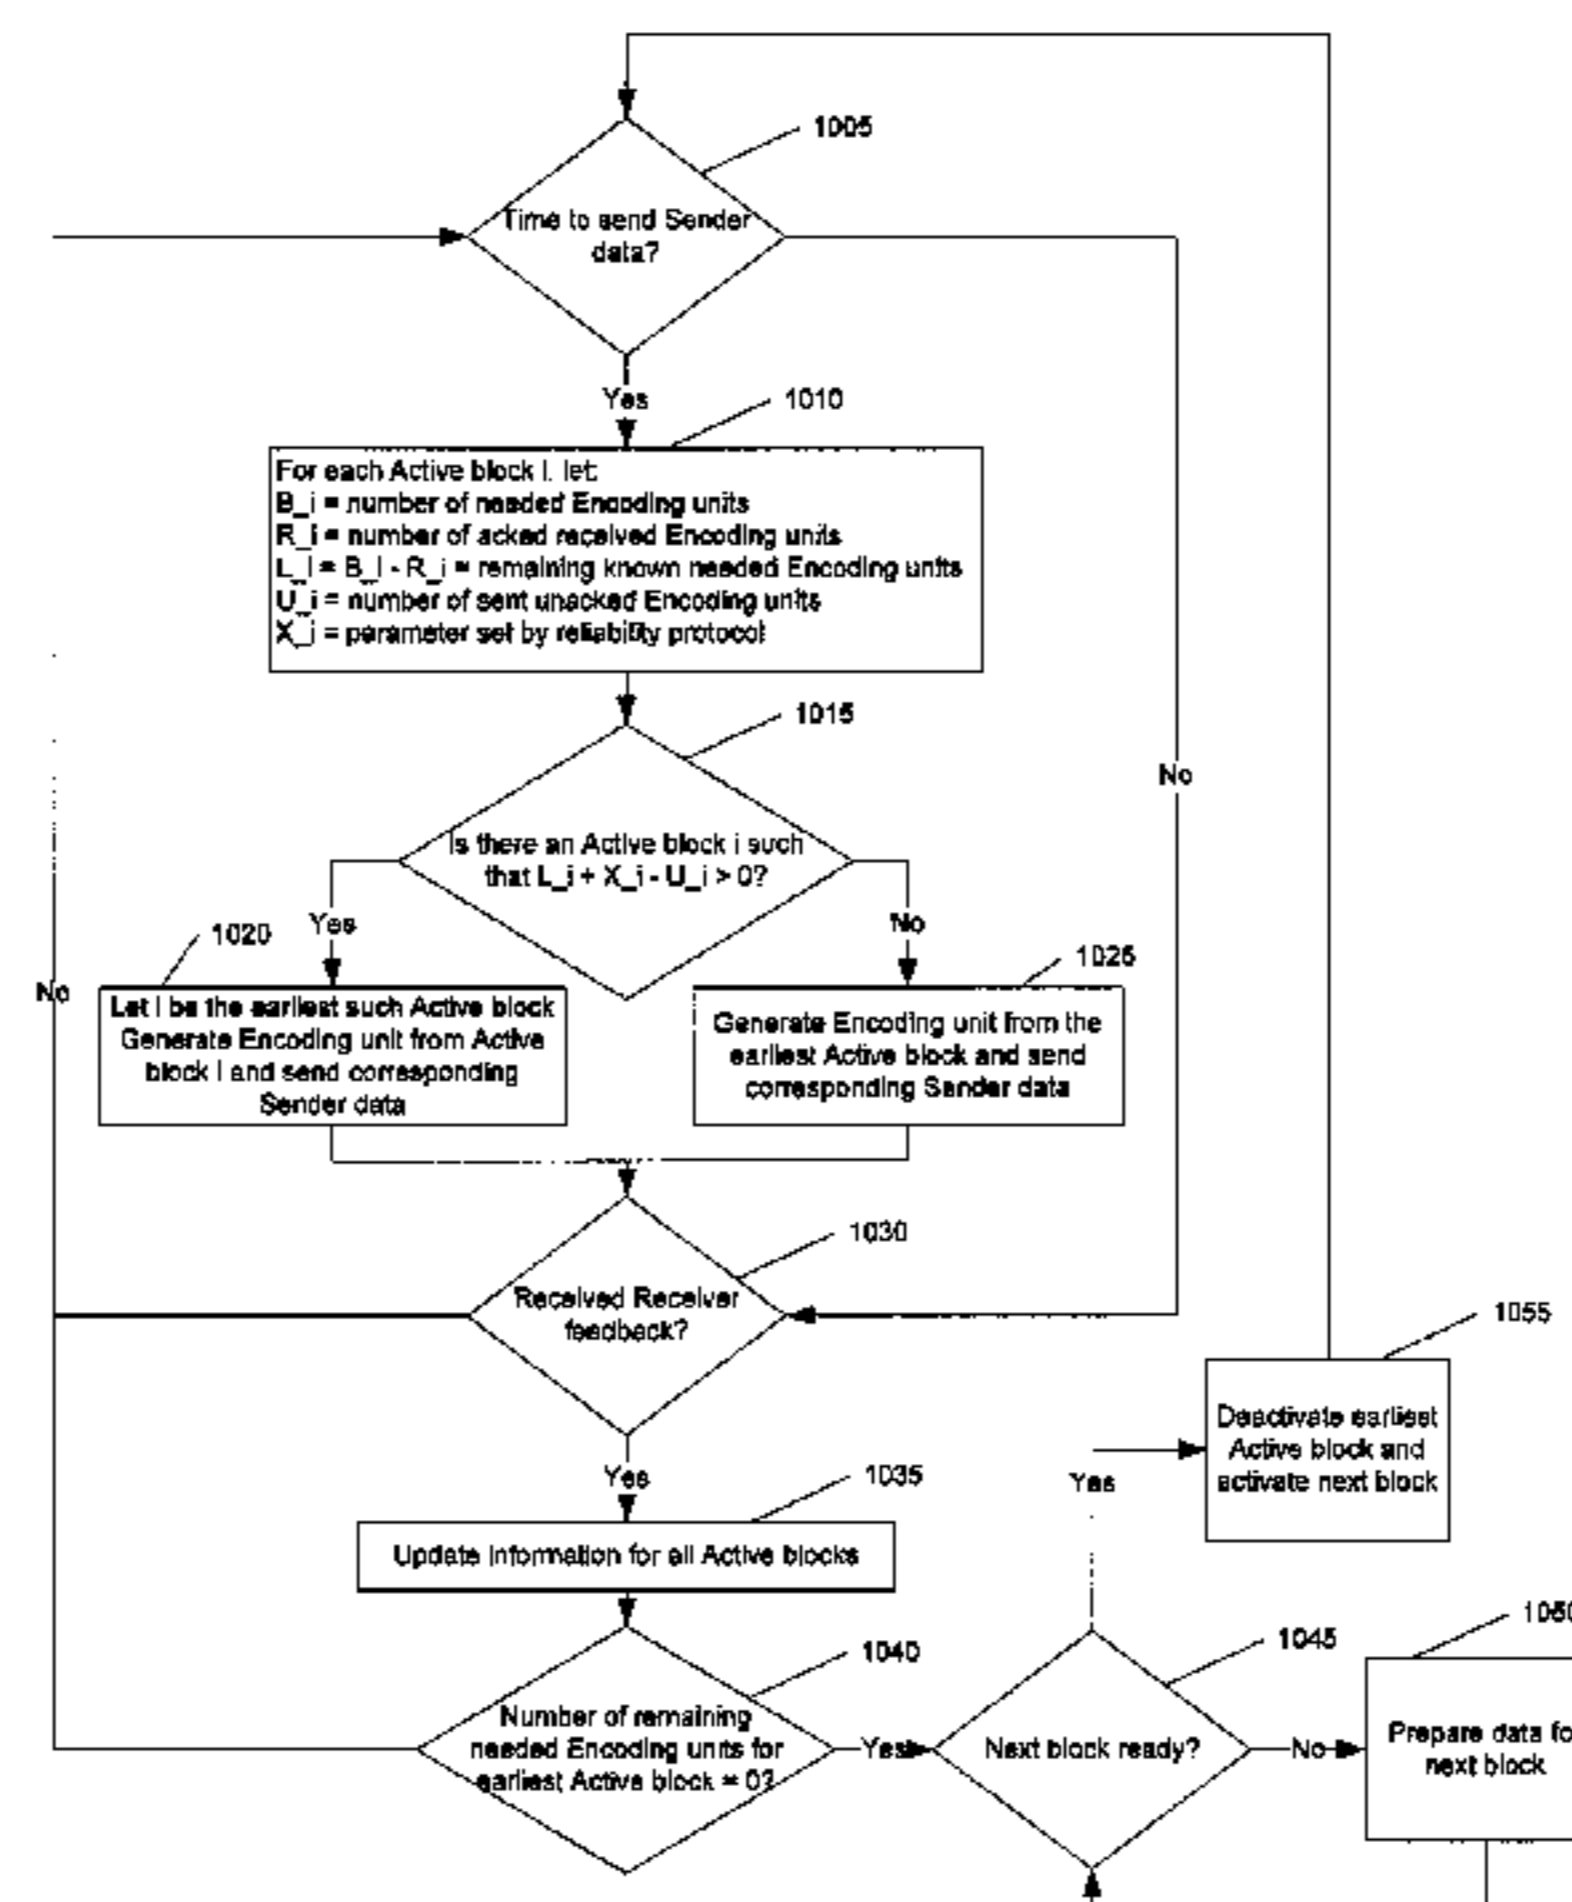 1005
Time to send Sender
data?
Yes
1010
For each Active block I, let:
B_i = number of needed Encoding units
R_i = number of acked received Encoding units
L_i = B_i - R_i = remaining known needed Encoding units
U_i = number of sent unacked Encoding units
X_i = parameter set by reliability protocol
1015
No
Is there an Active block i such
that L_i + X_i - U_i > 0?
Yes
No
1020
1025
No
Let I be the earliest such Active block
Generate Encoding unit from Active
block I and send corresponding
Sender data
Generate Encoding unit from the
earliest Active block and send
corresponding Sender data
1030
Received Receiver
feedback?
1055
Deactivate earliest
Active block and
activate next block
Yes
1035
Yes
Update information for all Active blocks
1050
1040
1045
Number of remaining
needed Encoding units for
earliest Active block = 0?
Yes
Next block ready?
No
Prepare data fo
next block